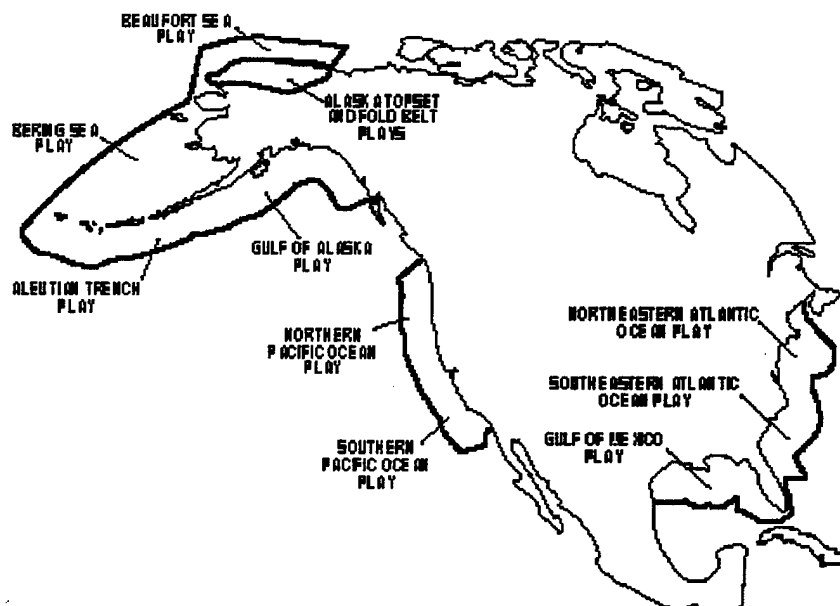 BEAUFORT SEA
PLAY
ALASKA TOPSET
AND FOLD BELT
PLAYS
BERING SEA
PLAY
GULF OF ALASKA
PLAY
ALEUTIAN TRENCH
PLAY
NORTHERN
PACIFIC OCEAN
PLAY
NORTHEASTERN ATLANTIC
OCEAN PLAY
SOUTHEASTERN ATLANTIC
OCEAN PLAY
SOUTHERN
PACIFIC OCEAN
PLAY
GULF OF MEXICO
PLAY